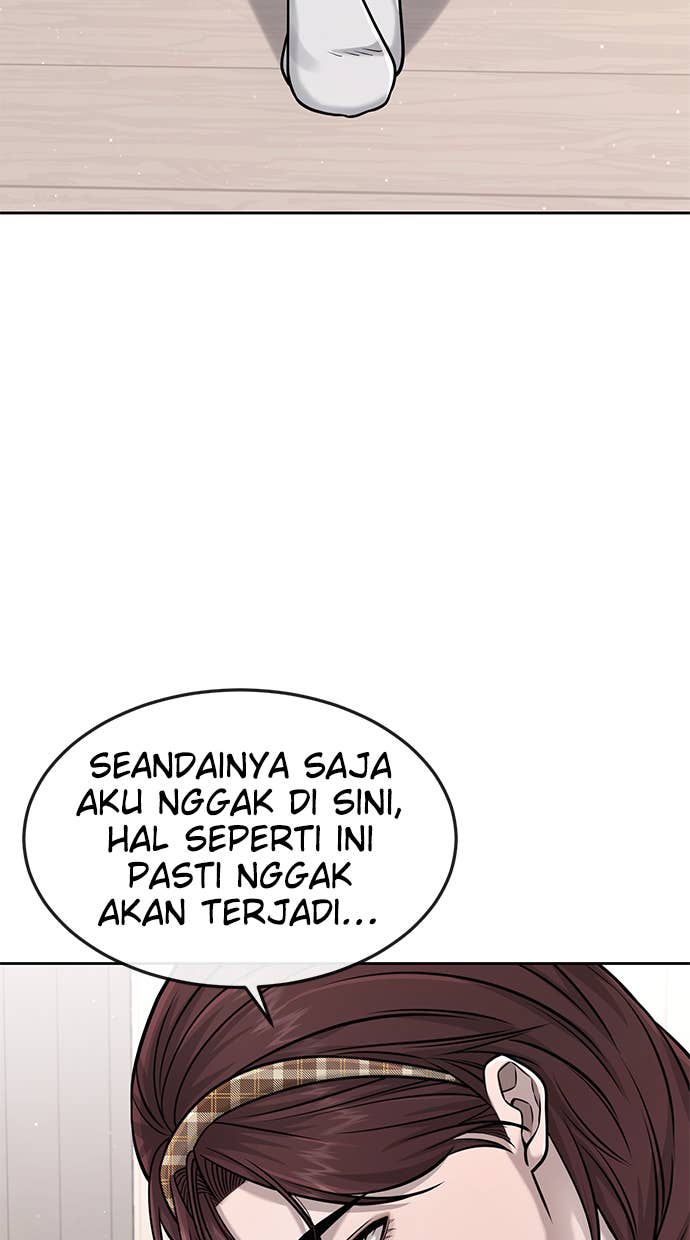 SEANDAINYA SAJA
AKU NGGAK DI SINI,
HAL SEPERTI INI
PASTI NGGAK
AKAN TERJADI...